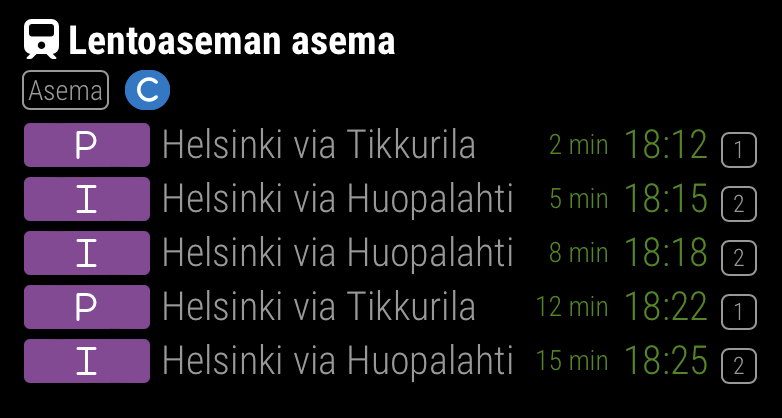 Lentoaseman asema
Asema C
P Helsinki via Tikkurila 2 min 18:12 1
I Helsinki via Huopalahti 5 min 18:15 2
I Helsinki via Huopalahti 8 min 18:18 2
P Helsinki via Tikkurila 12 min 18:22 1
I Helsinki via Huopalahti 15 min 18:25 2